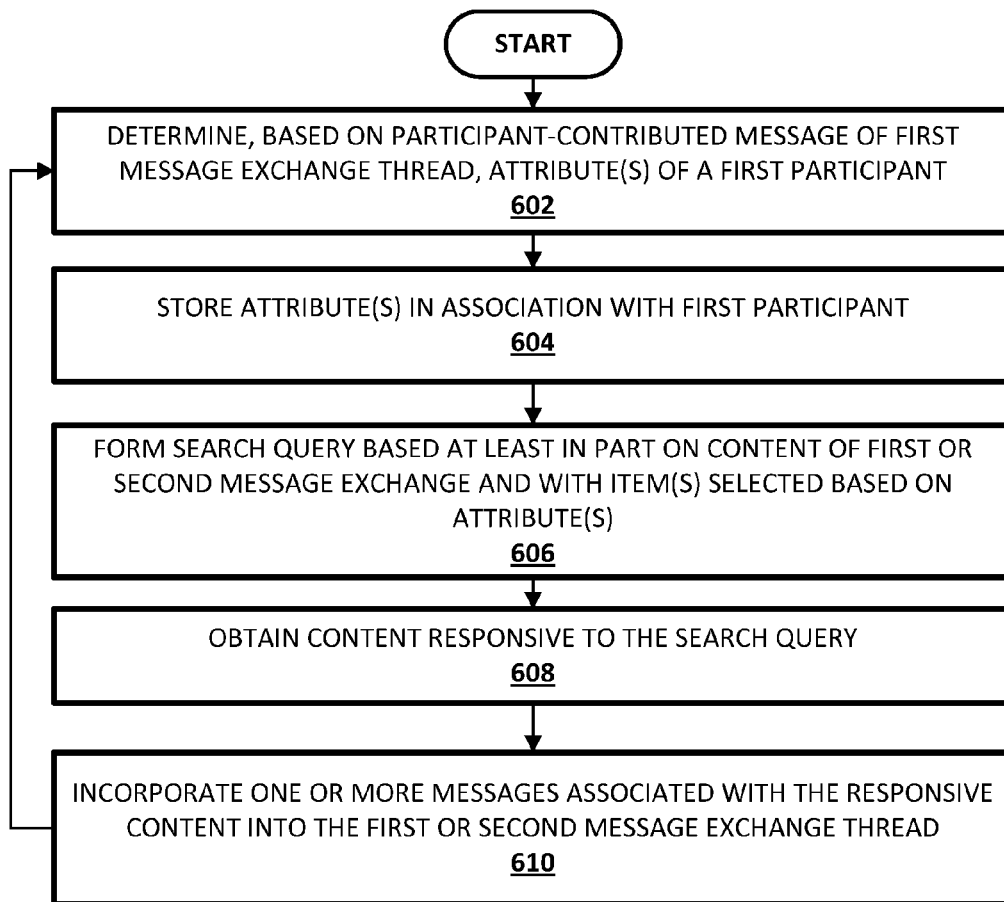 START
DETERMINE, BASED ON PARTICIPANT-CONTRIBUTED MESSAGE OF FIRST
MESSAGE EXCHANGE THREAD, ATTRIBUTE(S) OF A FIRST PARTICIPANT
602
STORE ATTRIBUTE(S) IN ASSOCIATION WITH FIRST PARTICIPANT
604
FORM SEARCH QUERY BASED AT LEAST IN PART ON CONTENT OF FIRST OR
SECOND MESSAGE EXCHANGE AND WITH ITEM(S) SELECTED BASED ON
ATTRIBUTE(S)
606
OBTAIN CONTENT RESPONSIVE TO THE SEARCH QUERY
608
INCORPORATE ONE OR MORE MESSAGES ASSOCIATED WITH THE RESPONSIVE
CONTENT INTO THE FIRST OR SECOND MESSAGE EXCHANGE THREAD
610